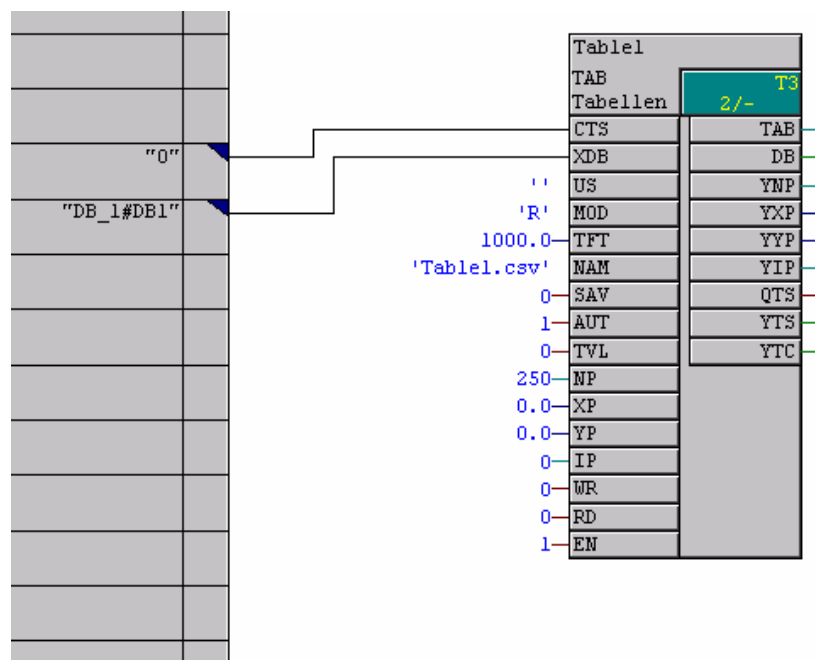 Table1
TAB
T3
Tabellen
2/-
CTS
TAB
"0"
XDB
DB
'' US
YNP
"DB_1#DB1"
'R' MOD
YXP
1000.0 TFT
YYP
'Table1.csv' NAM
YIP
0 SAV
QTS
1 AUT
YTS
0 TVL
YTC
250 NP
0.0 XP
0.0 YP
0 IP
0 WR
0 RD
1 EN